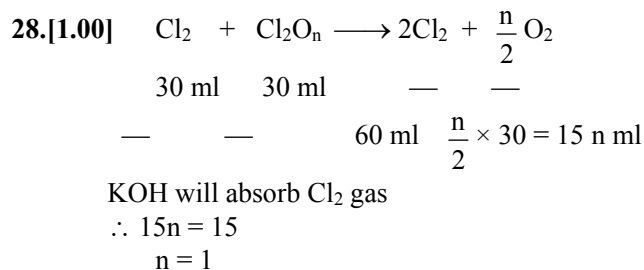 28.[1.00] Cl₂ + Cl₂Oₙ ⟶ 2Cl₂ + n/2 O₂
30 ml 30 ml — —
— — 60 ml n/2 × 30 = 15 n ml
KOH will absorb Cl₂ gas
∴ 15n = 15
n = 1